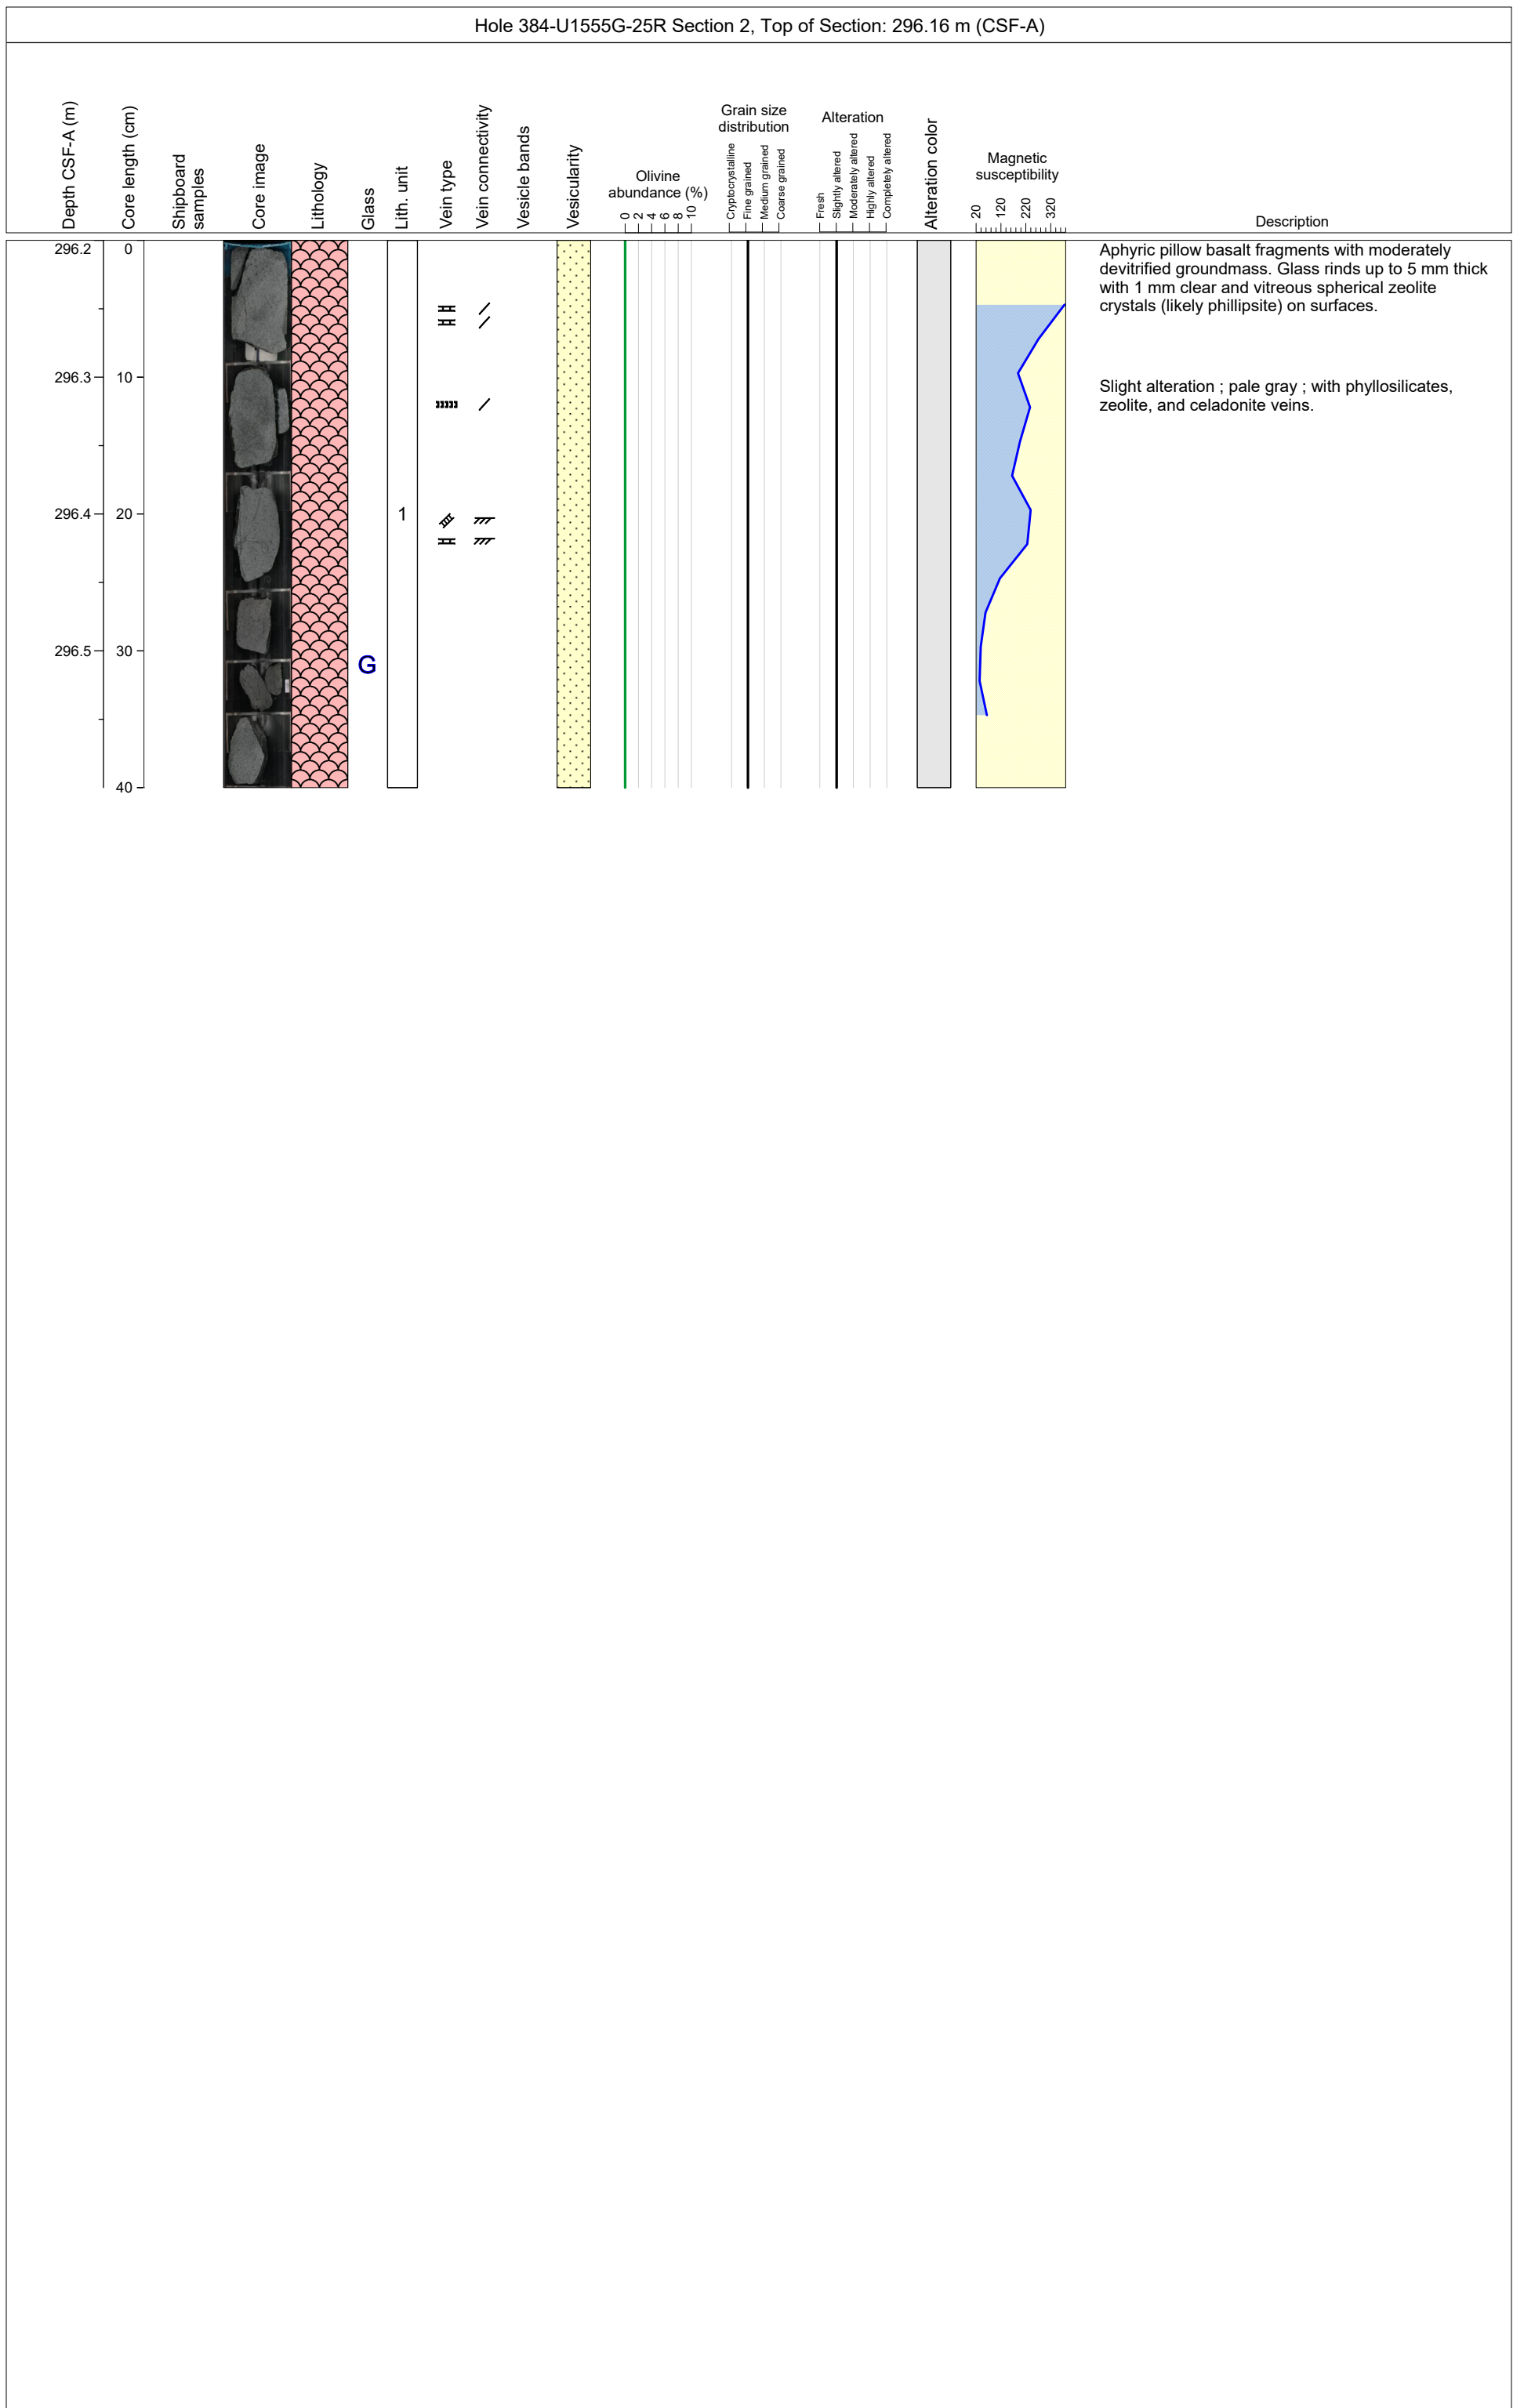 Hole 384-U1555G-25R Section 2, Top of Section: 296.16 m (CSF-A)
Depth CSF-A (m)
Core length (cm)
Shipboard
samples
Core image
Lithology
Glass
Lith. unit
Vein type
Vein connectivity
Vesicle bands
Vesicularity
Olivine
abundance (%)
0
2
4
6
8
10
Grain size
distribution
Cryptocrystalline
Fine grained
Medium grained
Coarse grained
Alteration
Fresh
Slightly altered
Moderately altered
Highly altered
Completely altered
Alteration color
Magnetic
susceptibility
20
120
220
320
Description
296.2
296.3
296.4
296.5
0
10
20
30
40
G
1
Aphyric pillow basalt fragments with moderately
devitrified groundmass. Glass rinds up to 5 mm thick
with 1 mm clear and vitreous spherical zeolite
crystals (likely phillipsite) on surfaces.
Slight alteration ; pale gray ; with phyllosilicates,
zeolite, and celadonite veins.